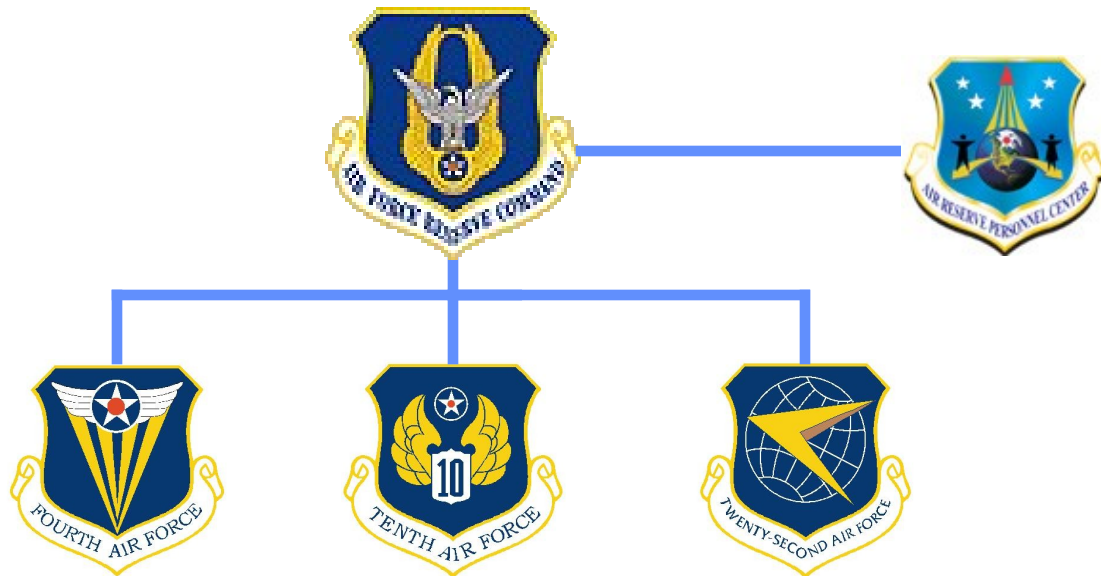 AIR FORCE RESERVE COMMAND
AIR RESERVE PERSONNEL CENTER
FOURTH AIR FORCE
10
TENTH AIR FORCE
TWENTY-SECOND AIR FORCE